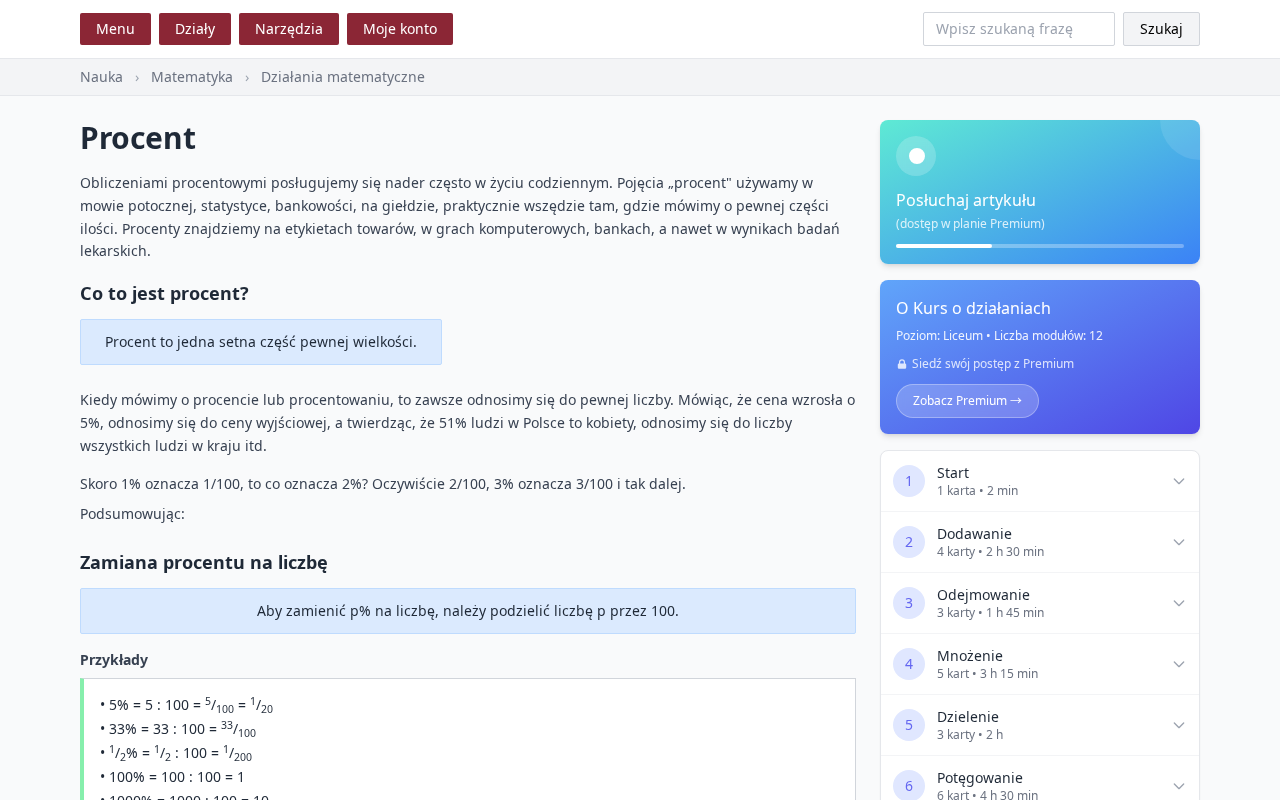 Menu
Działy
Narzędzia
Moje konto
Wpisz szukaną frazę
Szukaj
Nauka › Matematyka › Działania matematyczne
Procent
Obliczeniami procentowymi posługujemy się nader często w życiu codziennym. Pojęcia „procent" używamy w
mowie potocznej, statystyce, bankowości, na giełdzie, praktycznie wszędzie tam, gdzie mówimy o pewnej części
ilości. Procenty znajdziemy na etykietach towarów, w grach komputerowych, bankach, a nawet w wynikach badań
lekarskich.
Co to jest procent?
Procent to jedna setna część pewnej wielkości.
Kiedy mówimy o procencie lub procentowaniu, to zawsze odnosimy się do pewnej liczby. Mówiąc, że cena wzrosła o
5%, odnosimy się do ceny wyjściowej, a twierdząc, że 51% ludzi w Polsce to kobiety, odnosimy się do liczby
wszystkich ludzi w kraju itd.
Skoro 1% oznacza 1/100, to co oznacza 2%? Oczywiście 2/100, 3% oznacza 3/100 i tak dalej.
Podsumowując:
Zamiana procentu na liczbę
Aby zamienić p% na liczbę, należy podzielić liczbę p przez 100.
Przykłady
• 5% = 5 : 100 = 5/100 = 1/20
• 33% = 33 : 100 = 33/100
• 1/2% = 1/2 : 100 = 1/200
• 100% = 100 : 100 = 1
• 1000% = 1000 : 100 = 10
Posłuchaj artykułu
(dostęp w planie Premium)
O Kurs o działaniach
Poziom: Liceum • Liczba modułów: 12
Siedź swój postęp z Premium
Zobacz Premium →
1
Start
1 karta • 2 min
2
Dodawanie
4 karty • 2 h 30 min
3
Odejmowanie
3 karty • 1 h 45 min
4
Mnożenie
5 kart • 3 h 15 min
5
Dzielenie
3 karty • 2 h
6
Potęgowanie
6 kart • 4 h 30 min